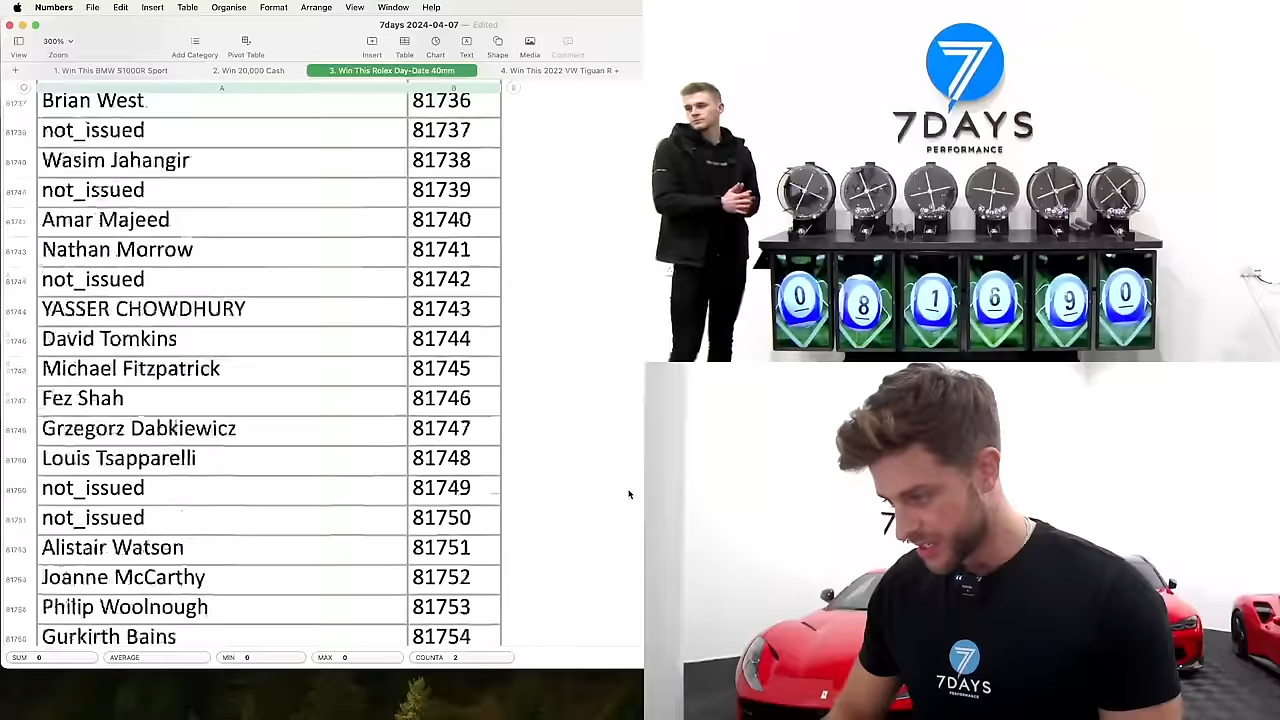 Numbers File Edit Insert Table Organise Format Arrange View Window Help
7days 2024-04-07 — Edited
300%
View Zoom Add Category Pivot Table Insert Table Chart Text Shape Media Comment
1. Win This BMW S1000R Sport 2. Win 20,000 Cash 3. Win This Rolex Day-Date 40mm 4. Win This 2022 VW Tiguan R +
A B
Brian West 81736
not_issued 81737
Wasim Jahangir 81738
not_issued 81739
Amar Majeed 81740
Nathan Morrow 81741
not_issued 81742
YASSER CHOWDHURY 81743
David Tomkins 81744
Michael Fitzpatrick 81745
Fez Shah 81746
Grzegorz Dabkiewicz 81747
Louis Tsapparelli 81748
not_issued 81749
not_issued 81750
Alistair Watson 81751
Joanne McCarthy 81752
Philip Woolnough 81753
Gurkirth Bains 81754
SUM 0 AVERAGE MIN 0 MAX 0 COUNTA 2
7
7DAYS
PERFORMANCE
0 8 1 6 9 0
7
7DAYS
PERFORMANCE